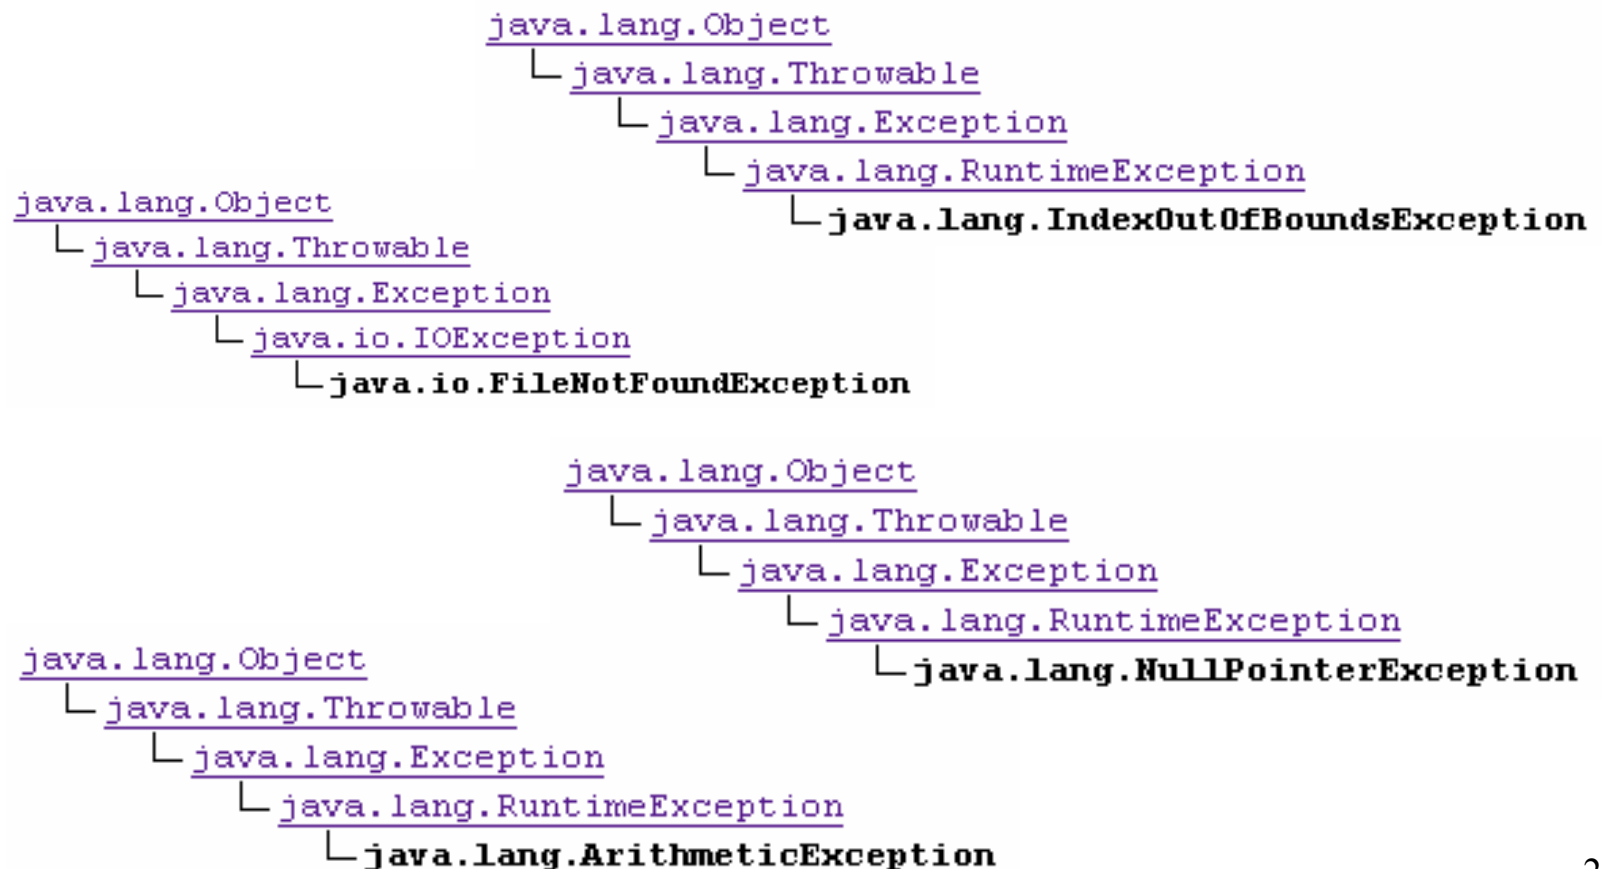 java.lang.Object
java.lang.Throwable
java.lang.Exception
java.lang.RuntimeException
java.lang.IndexOutOfBoundsException
java.lang.Object
java.lang.Throwable
java.lang.Exception
java.io.IOException
java.io.FileNotFoundException
java.lang.Object
java.lang.Throwable
java.lang.Exception
java.lang.RuntimeException
java.lang.NullPointerException
java.lang.Object
java.lang.Throwable
java.lang.Exception
java.lang.RuntimeException
java.lang.ArithmeticException